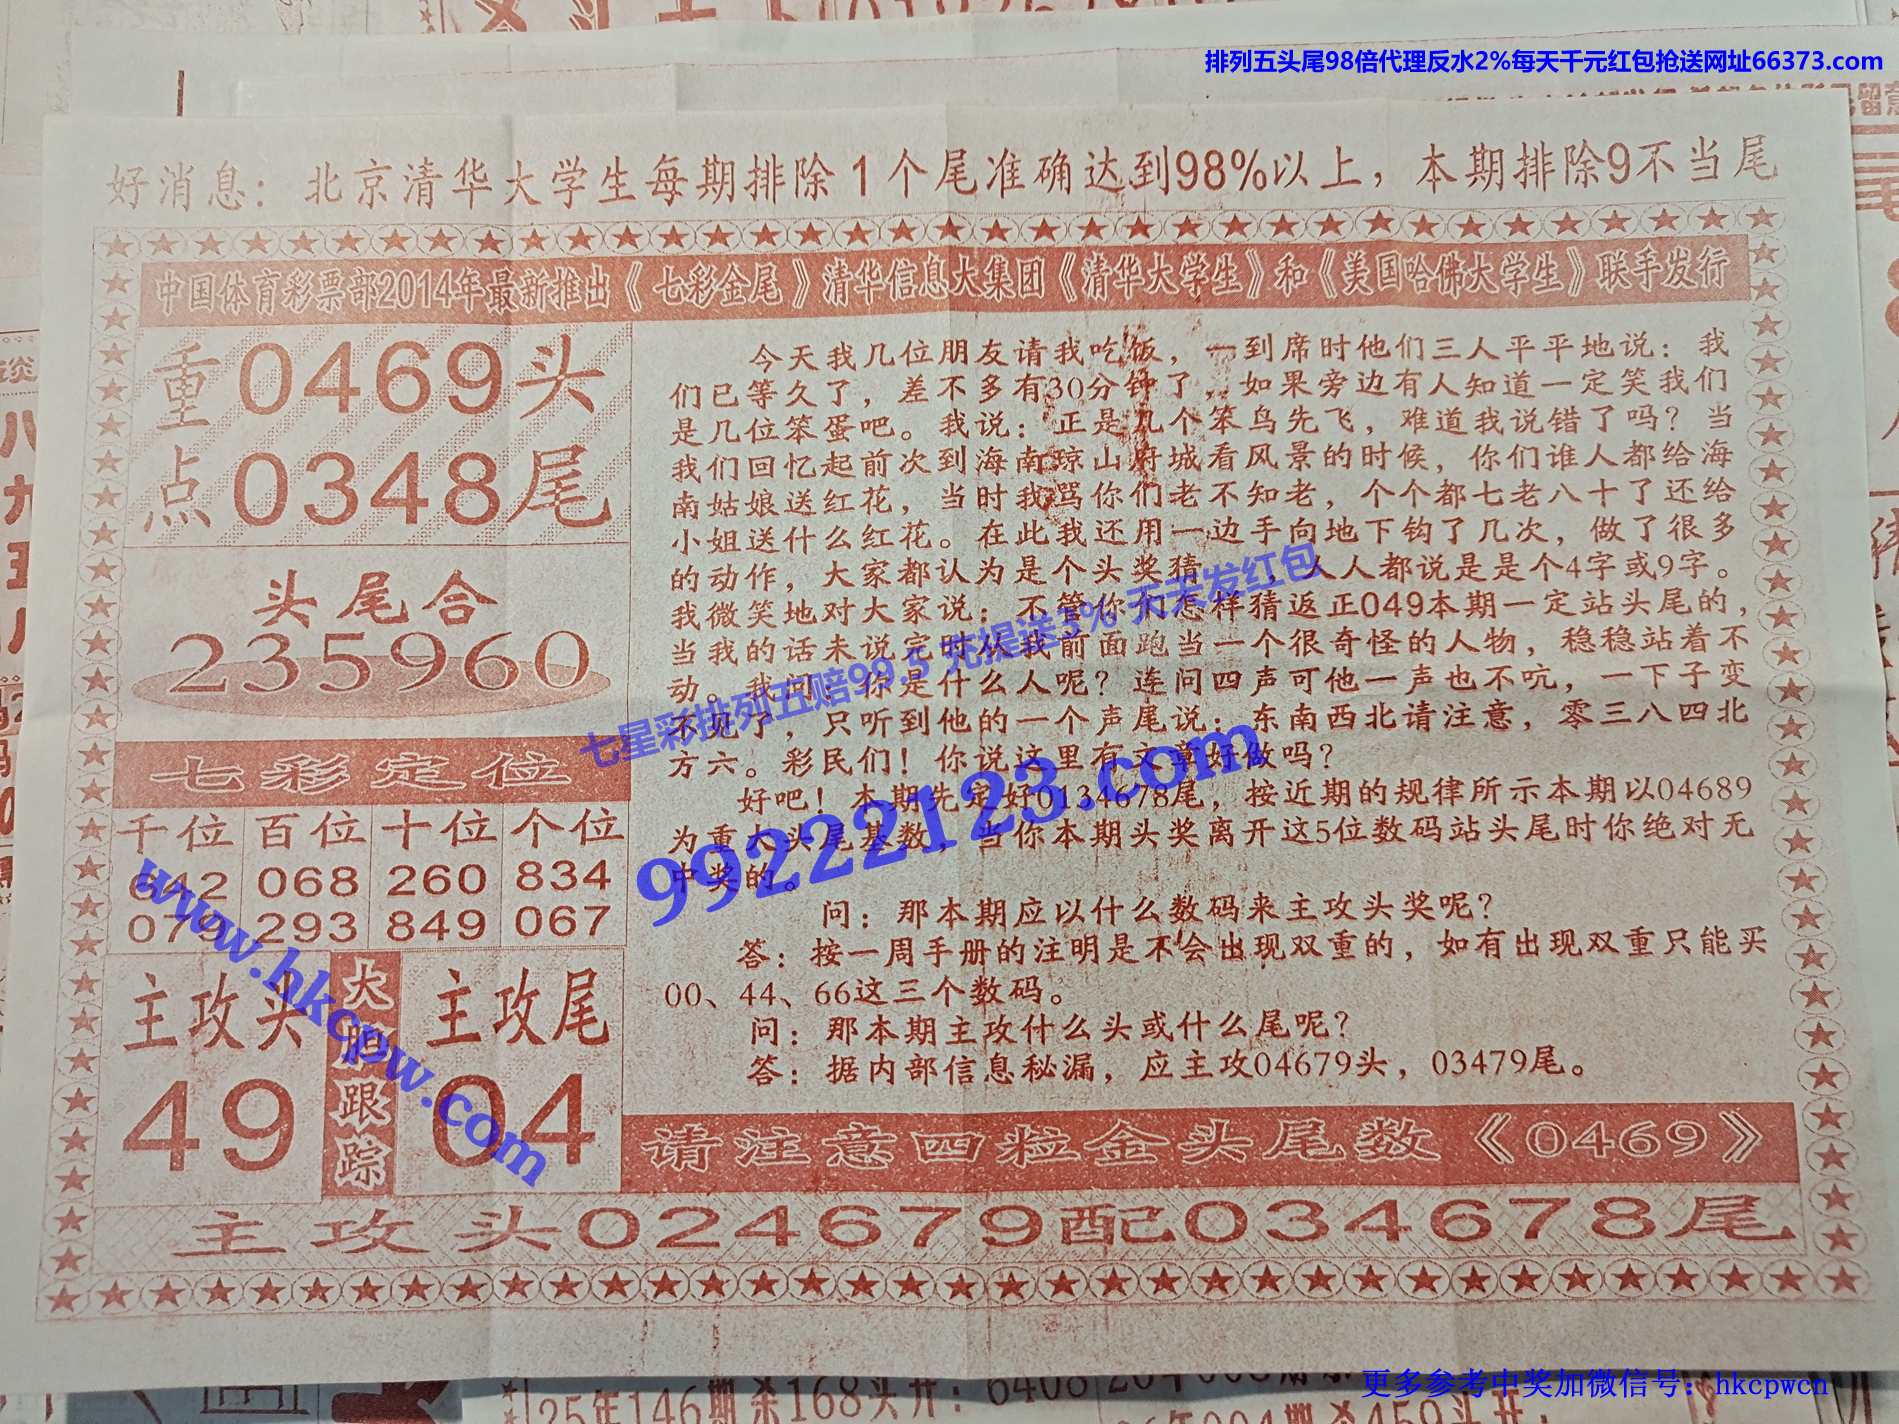 排列五头尾98倍代理反水2%每天千元红包抢送网址66373.com
好消息：北京清华大学生每期排除1个尾准确达到98%以上，本期排除9不当尾
中国体育彩票部2014年最新推出《七彩金尾》清华信息大集团《清华大学生》和《美国哈佛大学生》联手发行
重点
0469头
0348尾
头尾合
235960
七彩定位
千位 百位 十位 个位
642 068 260 834
079 293 849 067
主攻头
49
大胆跟踪
主攻尾
04
今天我几位朋友请我吃饭，一到席时他们三人平平地说：我
们已等久了，差不多有30分钟了，如果旁边有人知道一定笑我们
是几位笨蛋吧。我说：正是几个笨鸟先飞，难道我说错了吗？当
我们回忆起前次到海南琼山府城看风景的时候，你们谁人都给海
南姑娘送红花，当时我骂你们老不知老，个个都七老八十了还给
小姐送什么红花。在此我还用一边手向地下钩了几次，做了很多
的动作，大家都认为是个头奖猜，人人都说是是个4字或9字。
我微笑地对大家说：不管你们怎样猜返正049本期一定站头尾的，
当我的话未说完时从我前面跑当一个很奇怪的人物，稳稳站着不
动。我问：你是什么人呢？连问四声可他一声也不吭，一下子变
不见了，只听到他的一个声尾说：东南西北请注意，零三八四北
方六。彩民们！你说这里有文章好做吗？
好吧！本期先定好0134678尾，按近期的规律所示本期以04689
为重大头尾基数，当你本期头奖离开这5位数码站头尾时你绝对无
中奖的。
问：那本期应以什么数码来主攻头奖呢？
答：按一周手册的注明是不会出现双重的，如有出现双重只能买
00、44、66这三个数码。
问：那本期主攻什么头或什么尾呢？
答：据内部信息秘漏，应主攻04679头，03479尾。
请注意四粒金头尾数《0469》
主攻头024679配034678尾
七星彩排列五赔99.5 充提送3% 天天发红包
99222123.com
www.hkcpw.com
25年146期杀168头开：6408
更多参考中奖加微信号：hkcpwcn